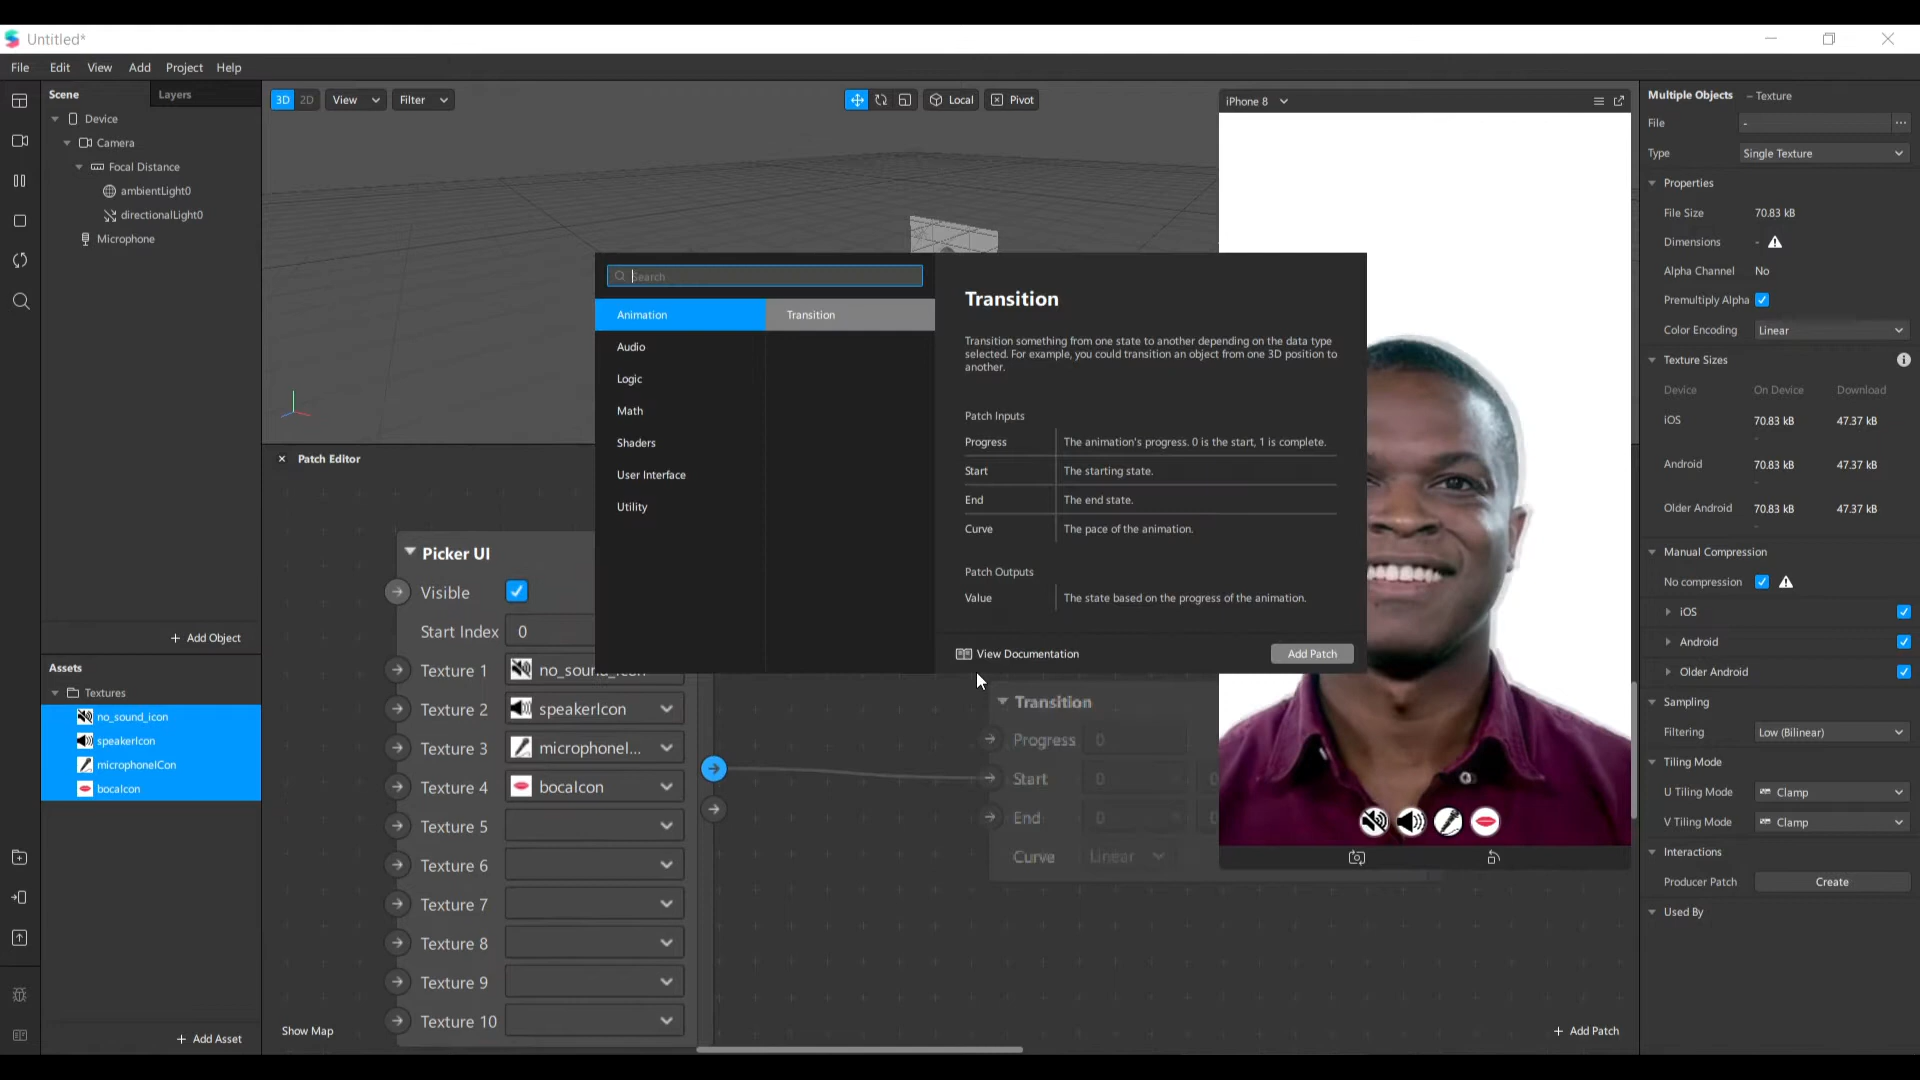 Untitled*
File Edit View Add Project Help
Scene Layers
Device
Camera
Focal Distance
ambientLight0
directionalLight0
Microphone
+ Add Object
Assets
Textures
no_sound_icon
speakerIcon
microphoneICon
bocaIcon
+ Add Asset
3D 2D View Filter
Local Pivot
iPhone 8
Patch Editor
Picker UI
Visible
Start Index 0
Texture 1 no_sound_icon
Texture 2 speakerIcon
Texture 3 microphoneI...
Texture 4 bocaIcon
Texture 5
Texture 6
Texture 7
Texture 8
Texture 9
Texture 10
Show Map
Search
Animation
Audio
Logic
Math
Shaders
User Interface
Utility
Transition
Transition
Transition something from one state to another depending on the data type
selected. For example, you could transition an object from one 3D position to
another.
Patch Inputs
Progress The animation's progress. 0 is the start, 1 is complete.
Start The starting state.
End The end state.
Curve The pace of the animation.
Patch Outputs
Value The state based on the progress of the animation.
View Documentation Add Patch
Transition
Progress 0
Start 0 0
End 0 0
Curve Linear
+ Add Patch
Multiple Objects – Texture
File -
Type Single Texture
Properties
File Size 70.83 kB
Dimensions -
Alpha Channel No
Premultiply Alpha
Color Encoding Linear
Texture Sizes
Device On Device Download
iOS 70.83 kB 47.37 kB
-
Android 70.83 kB 47.37 kB
-
Older Android 70.83 kB 47.37 kB
-
Manual Compression
No compression
iOS
Android
Older Android
Sampling
Filtering Low (Bilinear)
Tiling Mode
U Tiling Mode Clamp
V Tiling Mode Clamp
Interactions
Producer Patch Create
Used By